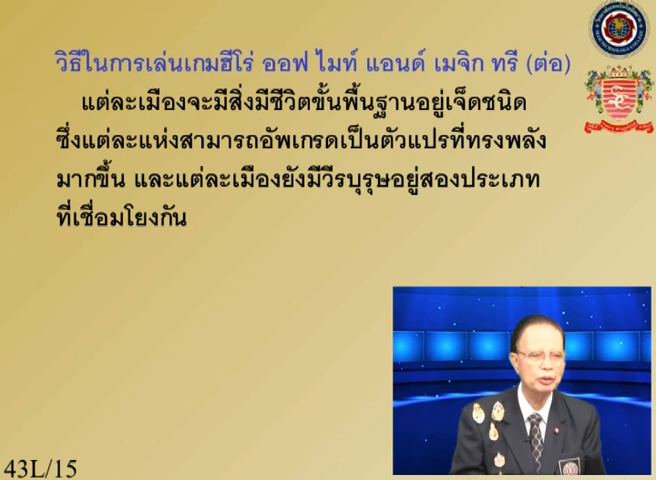 วิธีในการเล่นเกมฮีโร่ ออฟ ไมท์ แอนด์ เมจิก ทรี (ต่อ)
แต่ละเมืองจะมีสิ่งมีชีวิตขั้นพื้นฐานอยู่เจ็ดชนิด
ซึ่งแต่ละแห่งสามารถอัพเกรดเป็นตัวแปรที่ทรงพลัง
มากขึ้น และแต่ละเมืองยังมีวีรบุรุษอยู่สองประเภท
ที่เชื่อมโยงกัน
43L/15